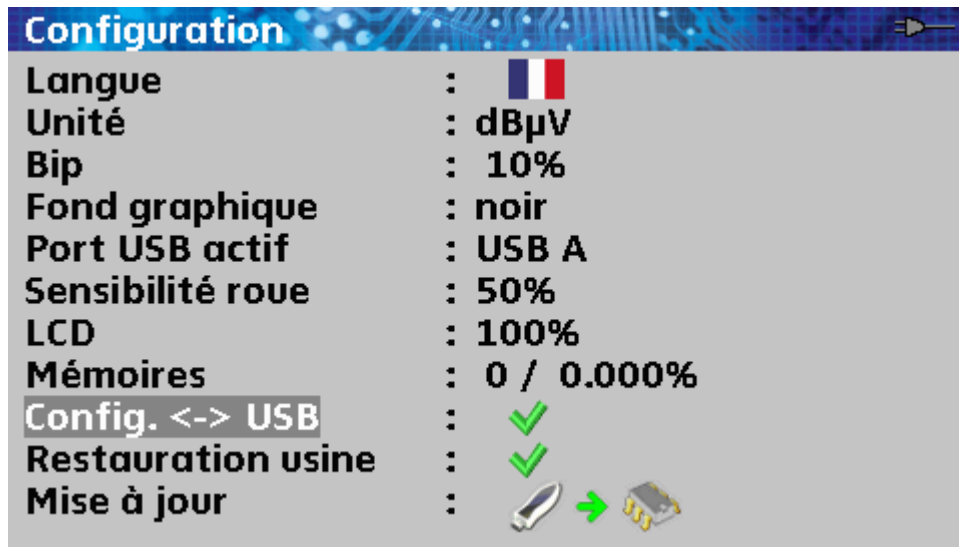 Configuration
Langue :
Unité : dBµV
Bip : 10%
Fond graphique : noir
Port USB actif : USB A
Sensibilité roue : 50%
LCD : 100%
Mémoires : 0 / 0.000%
Config. <-> USB :
Restauration usine :
Mise à jour :